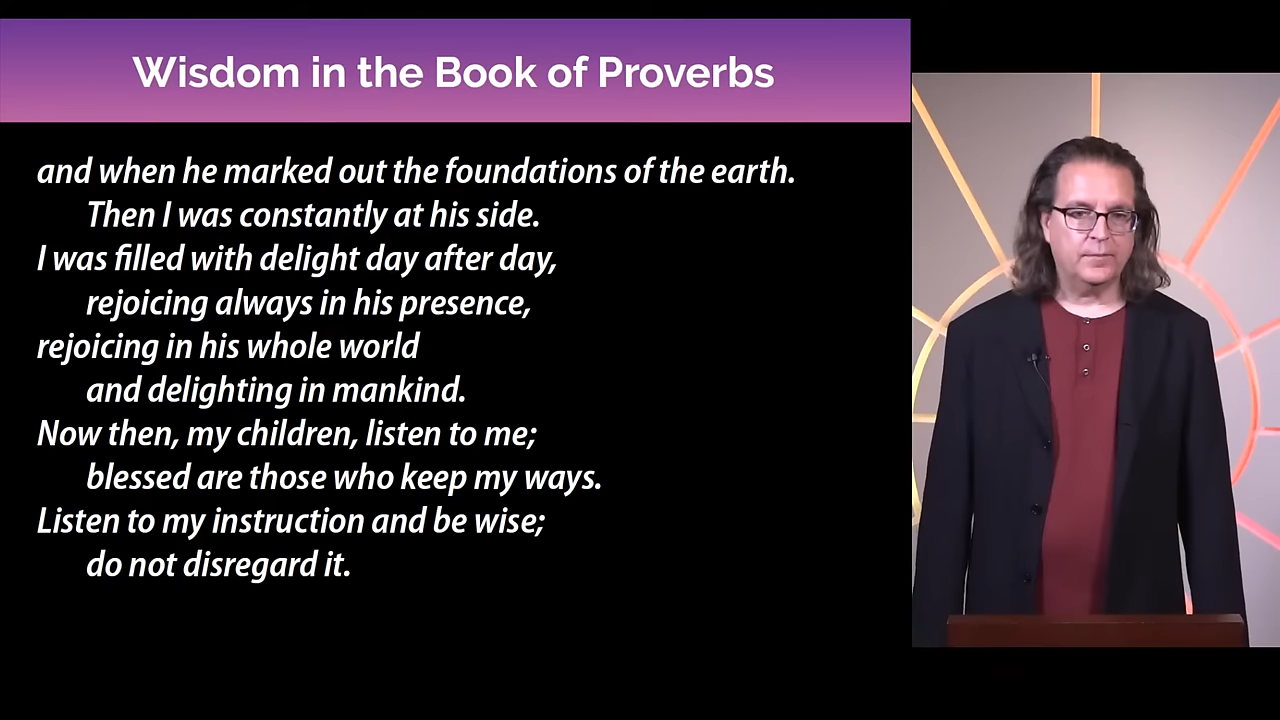 Wisdom in the Book of Proverbs
and when he marked out the foundations of the earth.
Then I was constantly at his side.
I was filled with delight day after day,
rejoicing always in his presence,
rejoicing in his whole world
and delighting in mankind.
Now then, my children, listen to me;
blessed are those who keep my ways.
Listen to my instruction and be wise;
do not disregard it.